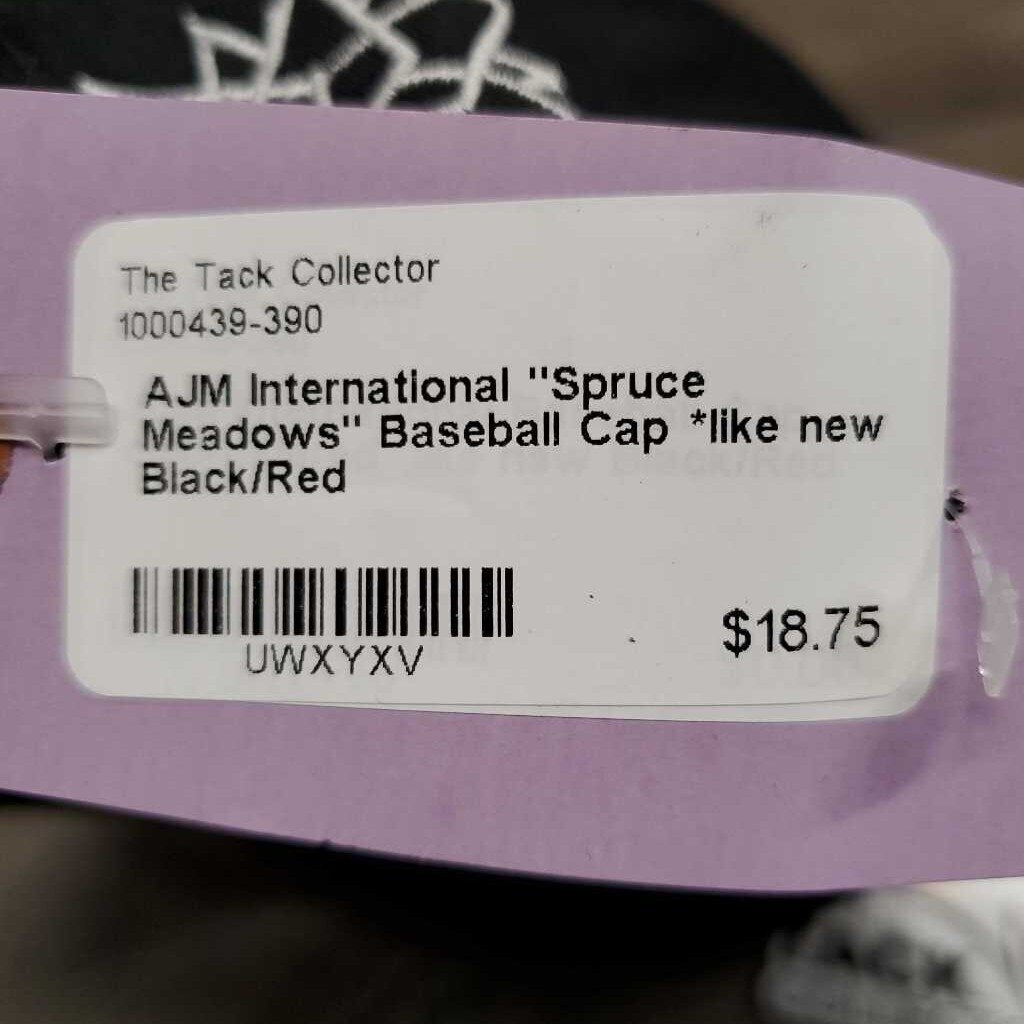 The Tack Collector
1000439-390
AJM International "Spruce
Meadows" Baseball Cap *like new
Black/Red
UWXYXV
$18.75